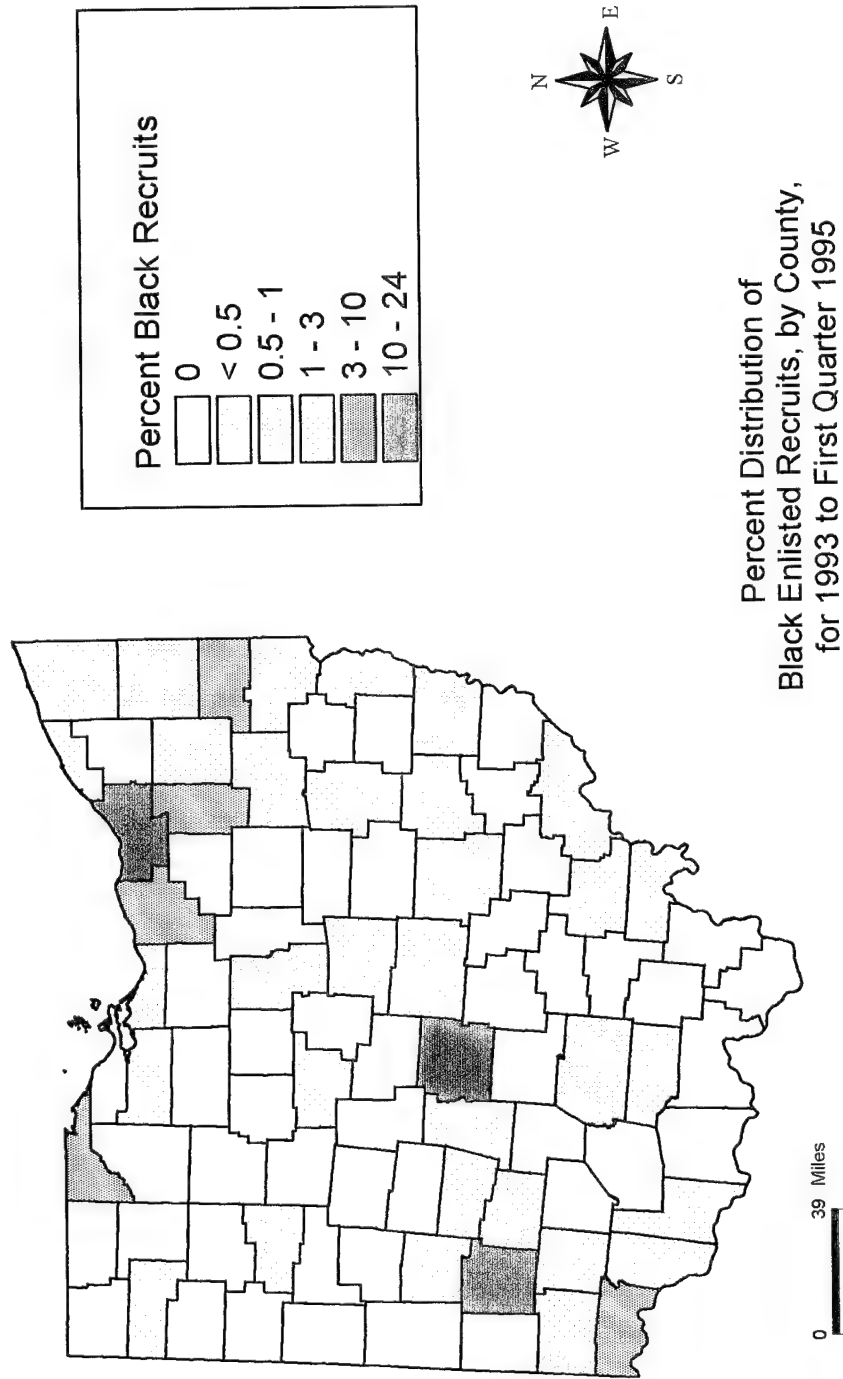 Percent Black Recruits
0
< 0.5
0.5 - 1
1 - 3
3 - 10
10 - 24
N
W E
S
Percent Distribution of
Black Enlisted Recruits, by County,
for 1993 to First Quarter 1995
0 39 Miles